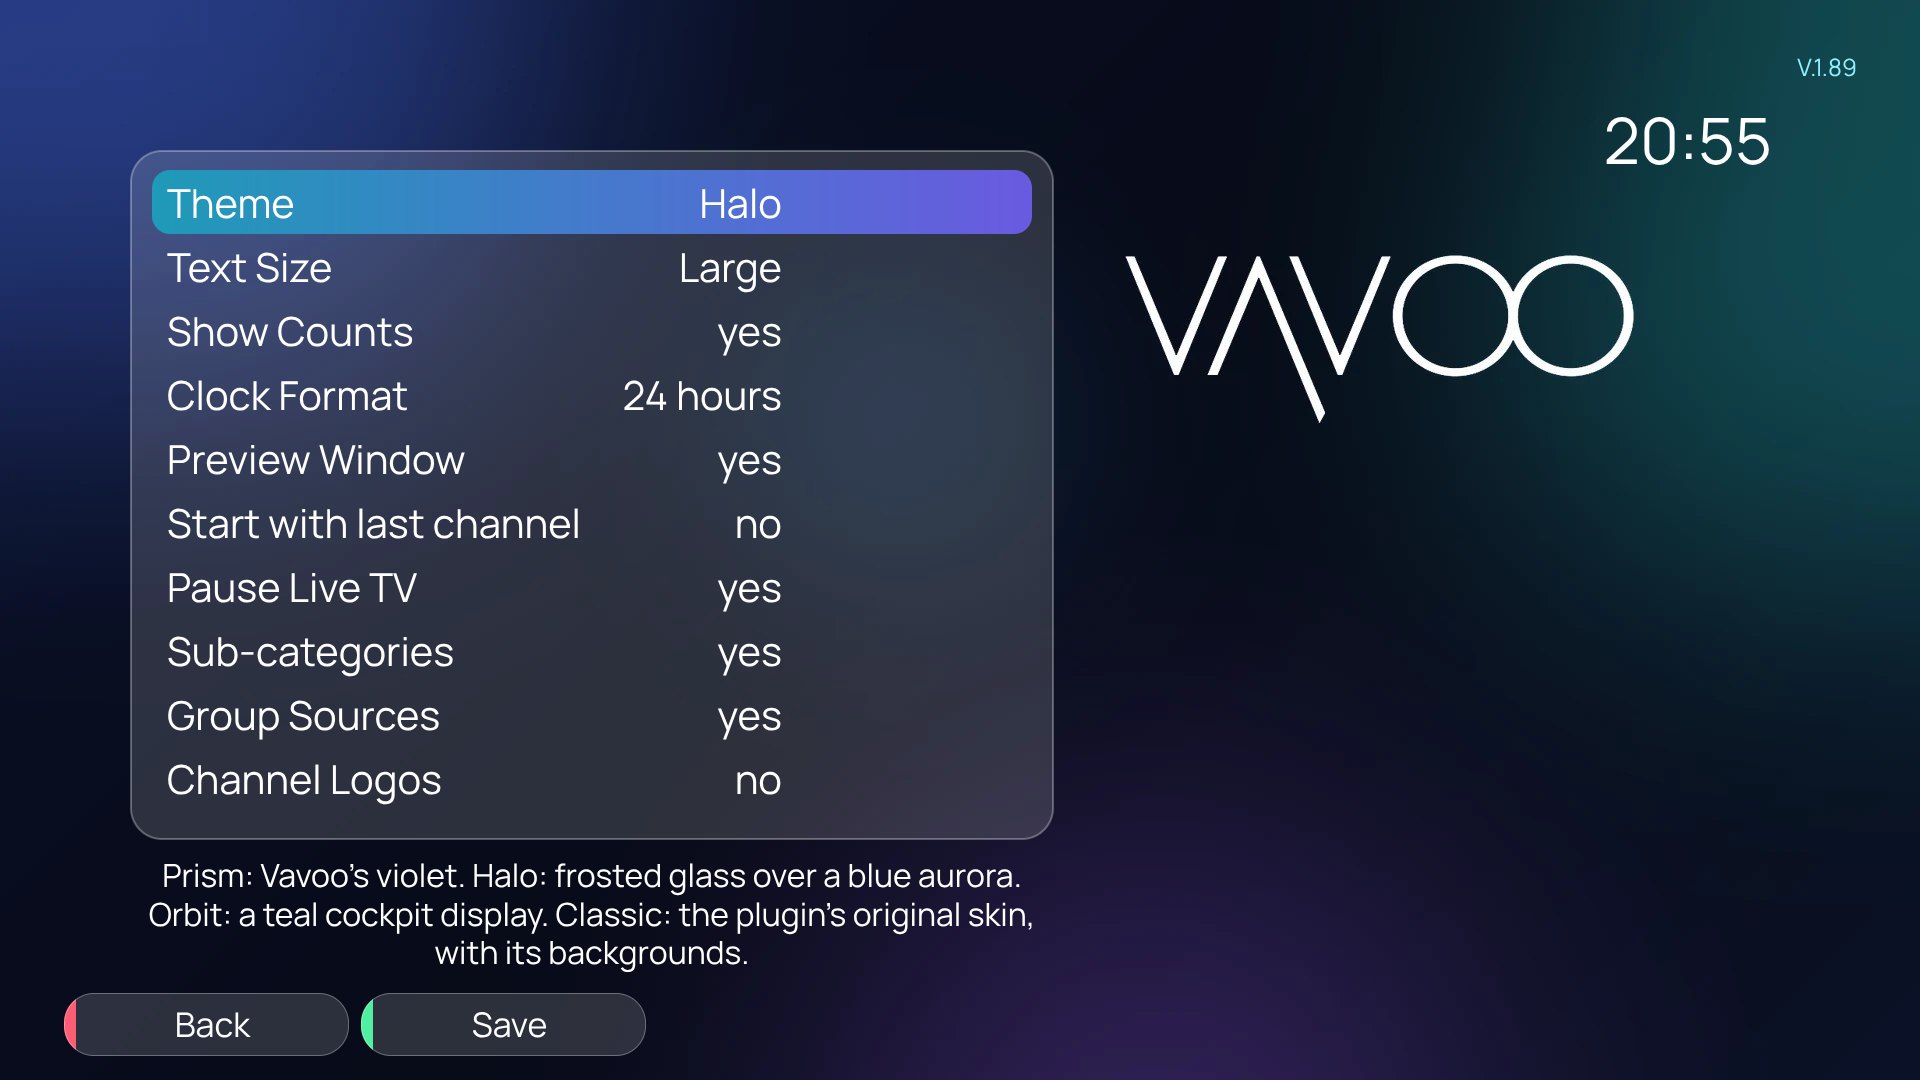 V.1.89
20:55
Theme Halo
Text Size Large
Show Counts yes
Clock Format 24 hours
Preview Window yes
Start with last channel no
Pause Live TV yes
Sub-categories yes
Group Sources yes
Channel Logos no
VAVOO
Prism: Vavoo's violet. Halo: frosted glass over a blue aurora.
Orbit: a teal cockpit display. Classic: the plugin's original skin,
with its backgrounds.
Back Save